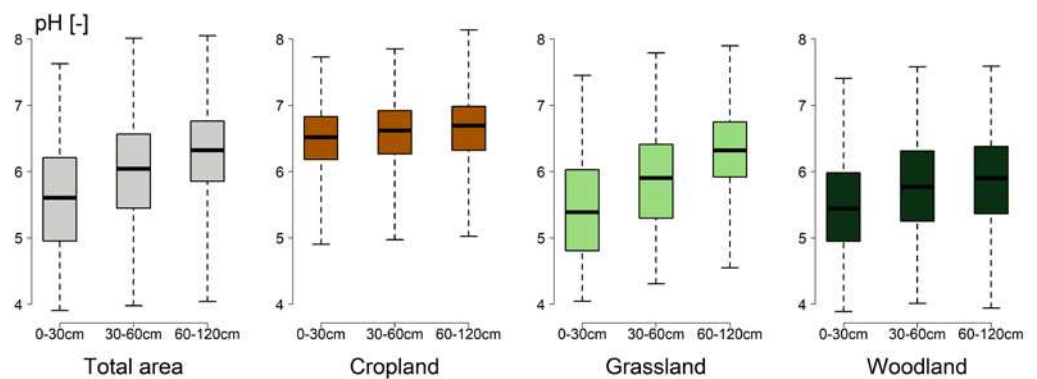 pH [-]
8 8 8 8
7 7 7 7
6 6 6 6
5 5 5 5
4 4 4 4
0-30cm 30-60cm 60-120cm 0-30cm 30-60cm 60-120cm 0-30cm 30-60cm 60-120cm 0-30cm 30-60cm 60-120cm
Total area Cropland Grassland Woodland